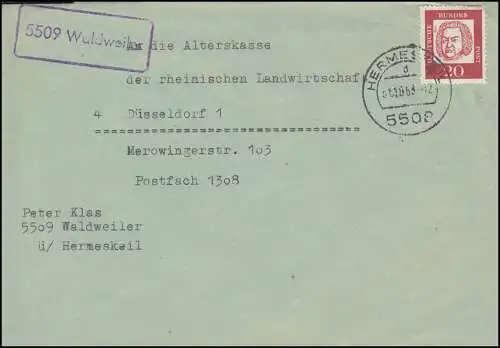 5509 Waldweiler
An die Alterskasse
der rheinischen Landwirtschaft
4 Düsseldorf 1
Merowingerstr. 103
Postfach 1308
Peter Klas
5509 Waldweiler
ü/ Hermeskeil
DEUTSCHE BUNDESPOST
20
HERMESKEIL
d
5508